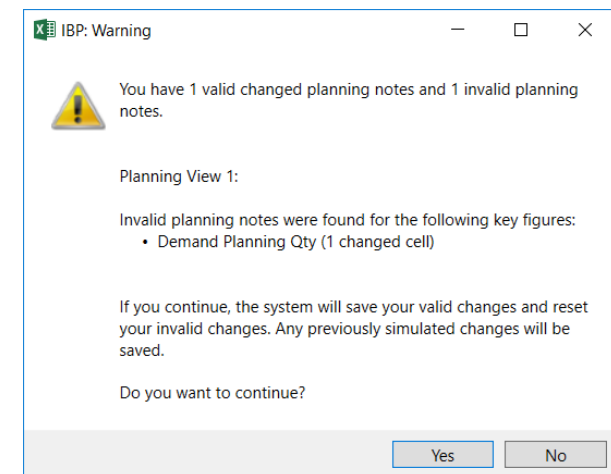 IBP: Warning
You have 1 valid changed planning notes and 1 invalid planning
notes.
Planning View 1:
Invalid planning notes were found for the following key figures:
• Demand Planning Qty (1 changed cell)
If you continue, the system will save your valid changes and reset
your invalid changes. Any previously simulated changes will be
saved.
Do you want to continue?
Yes No